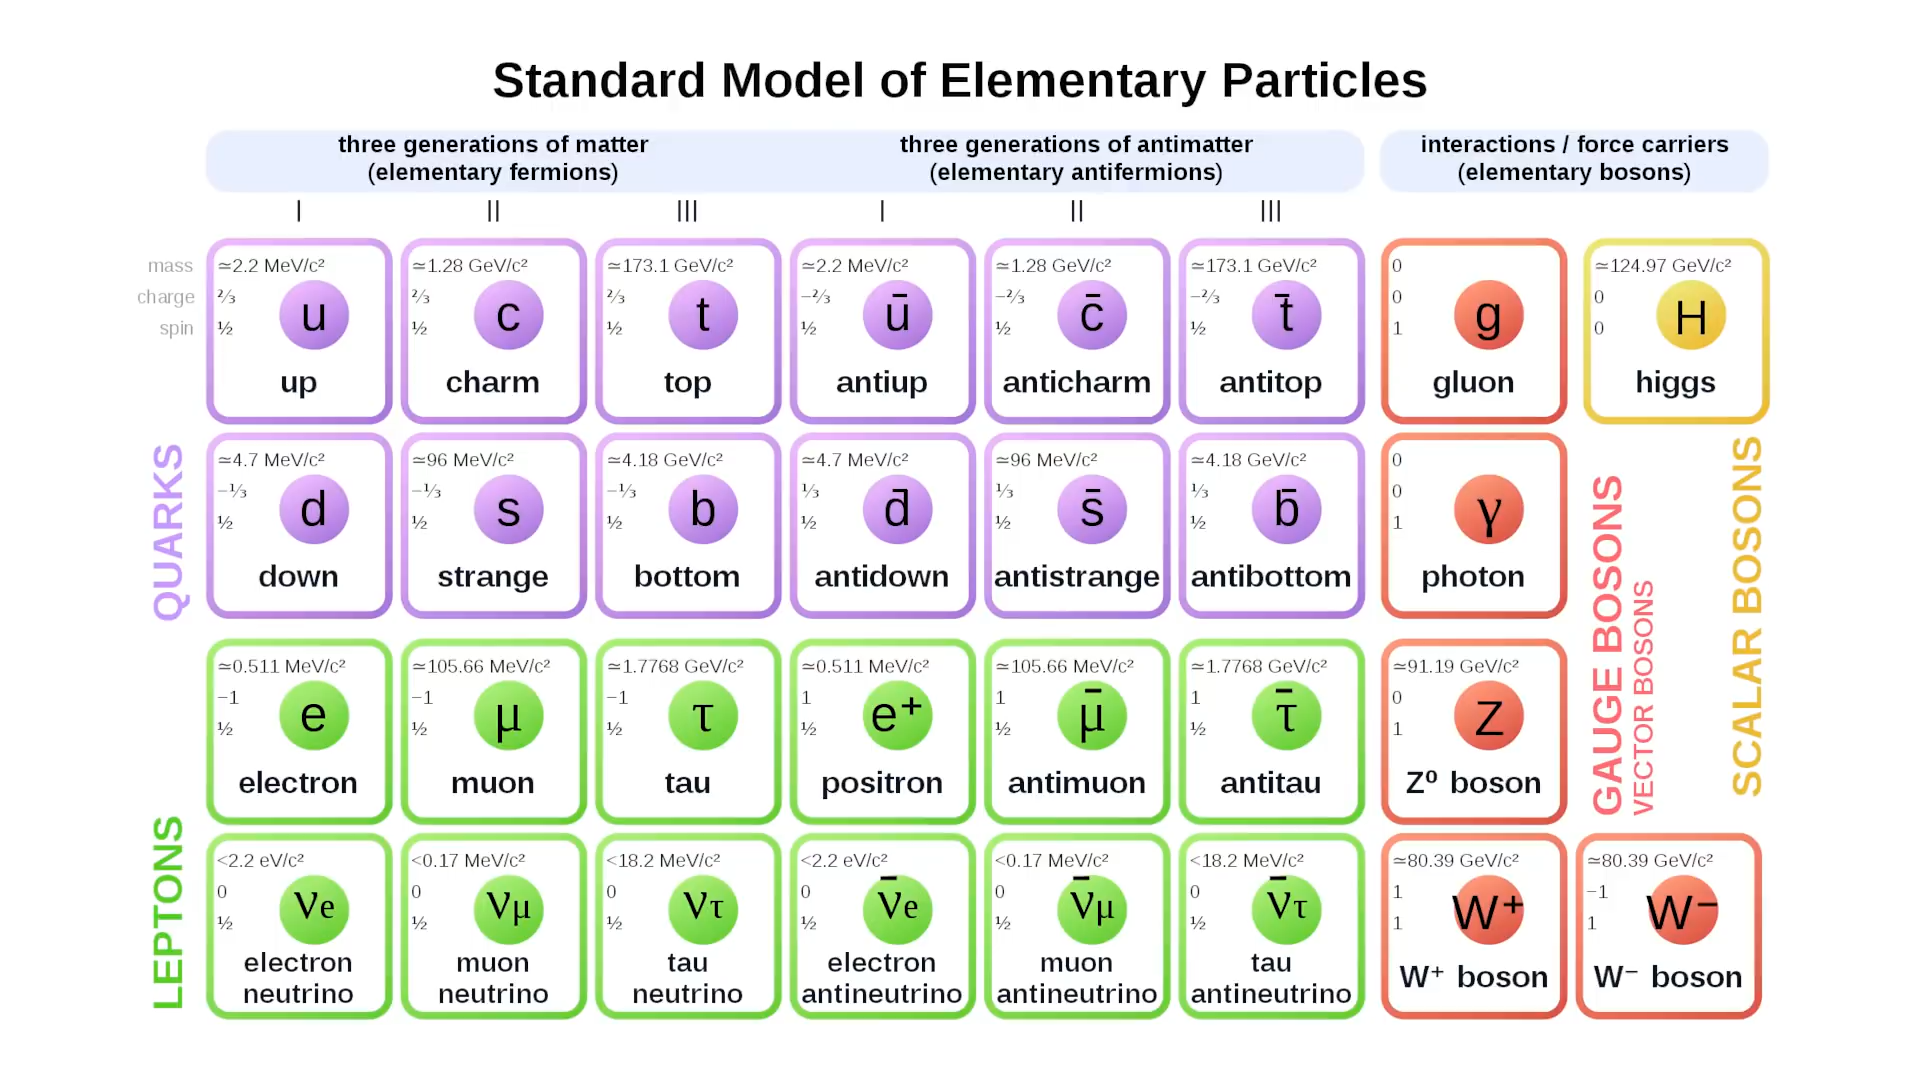 Standard Model of Elementary Particles
three generations of matter
(elementary fermions)
three generations of antimatter
(elementary antifermions)
interactions / force carriers
(elementary bosons)
I II III I II III
mass
charge
spin
≃2.2 MeV/c²
⅔
½
u
up
≃1.28 GeV/c²
⅔
½
c
charm
≃173.1 GeV/c²
⅔
½
t
top
≃2.2 MeV/c²
−⅔
½
ū
antiup
≃1.28 GeV/c²
−⅔
½
c̄
anticharm
≃173.1 GeV/c²
−⅔
½
t̄
antitop
0
0
1
g
gluon
≃124.97 GeV/c²
0
0
H
higgs
QUARKS
≃4.7 MeV/c²
−⅓
½
d
down
≃96 MeV/c²
−⅓
½
s
strange
≃4.18 GeV/c²
−⅓
½
b
bottom
≃4.7 MeV/c²
⅓
½
d̄
antidown
≃96 MeV/c²
⅓
½
s̄
antistrange
≃4.18 GeV/c²
⅓
½
b̄
antibottom
0
0
1
γ
photon
GAUGE BOSONS
VECTOR BOSONS
SCALAR BOSONS
LEPTONS
≃0.511 MeV/c²
−1
½
e
electron
≃105.66 MeV/c²
−1
½
μ
muon
≃1.7768 GeV/c²
−1
½
τ
tau
≃0.511 MeV/c²
1
½
e⁺
positron
≃105.66 MeV/c²
1
½
μ̄
antimuon
≃1.7768 GeV/c²
1
½
τ̄
antitau
≃91.19 GeV/c²
0
1
Z
Z⁰ boson
<2.2 eV/c²
0
½
νe
electron
neutrino
<0.17 MeV/c²
0
½
νμ
muon
neutrino
<18.2 MeV/c²
0
½
ντ
tau
neutrino
<2.2 eV/c²
0
½
ν̄e
electron
antineutrino
<0.17 MeV/c²
0
½
ν̄μ
muon
antineutrino
<18.2 MeV/c²
0
½
ν̄τ
tau
antineutrino
≃80.39 GeV/c²
1
1
W⁺
W⁺ boson
≃80.39 GeV/c²
−1
1
W⁻
W⁻ boson